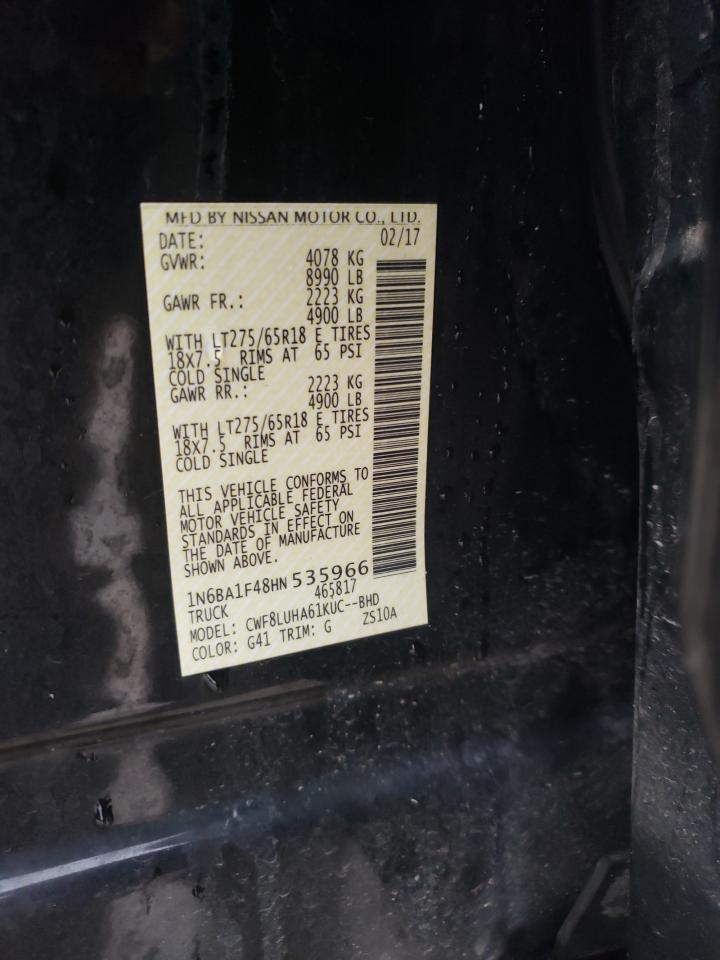 MFD BY NISSAN MOTOR CO., LTD.
DATE: 02/17
GVWR: 4078 KG
8990 LB
GAWR FR.: 2223 KG
4900 LB
WITH LT275/65R18 E TIRES
18X7.5 RIMS AT 65 PSI
COLD SINGLE
GAWR RR.: 2223 KG
4900 LB
WITH LT275/65R18 E TIRES
18X7.5 RIMS AT 65 PSI
COLD SINGLE
THIS VEHICLE CONFORMS TO
ALL APPLICABLE FEDERAL
MOTOR VEHICLE SAFETY
STANDARDS IN EFFECT ON
THE DATE OF MANUFACTURE
SHOWN ABOVE.
1N6BA1F48HN535966
TRUCK 465817
MODEL: CWF8LUHA61KUC--BHD
COLOR: G41 TRIM: G ZS10A